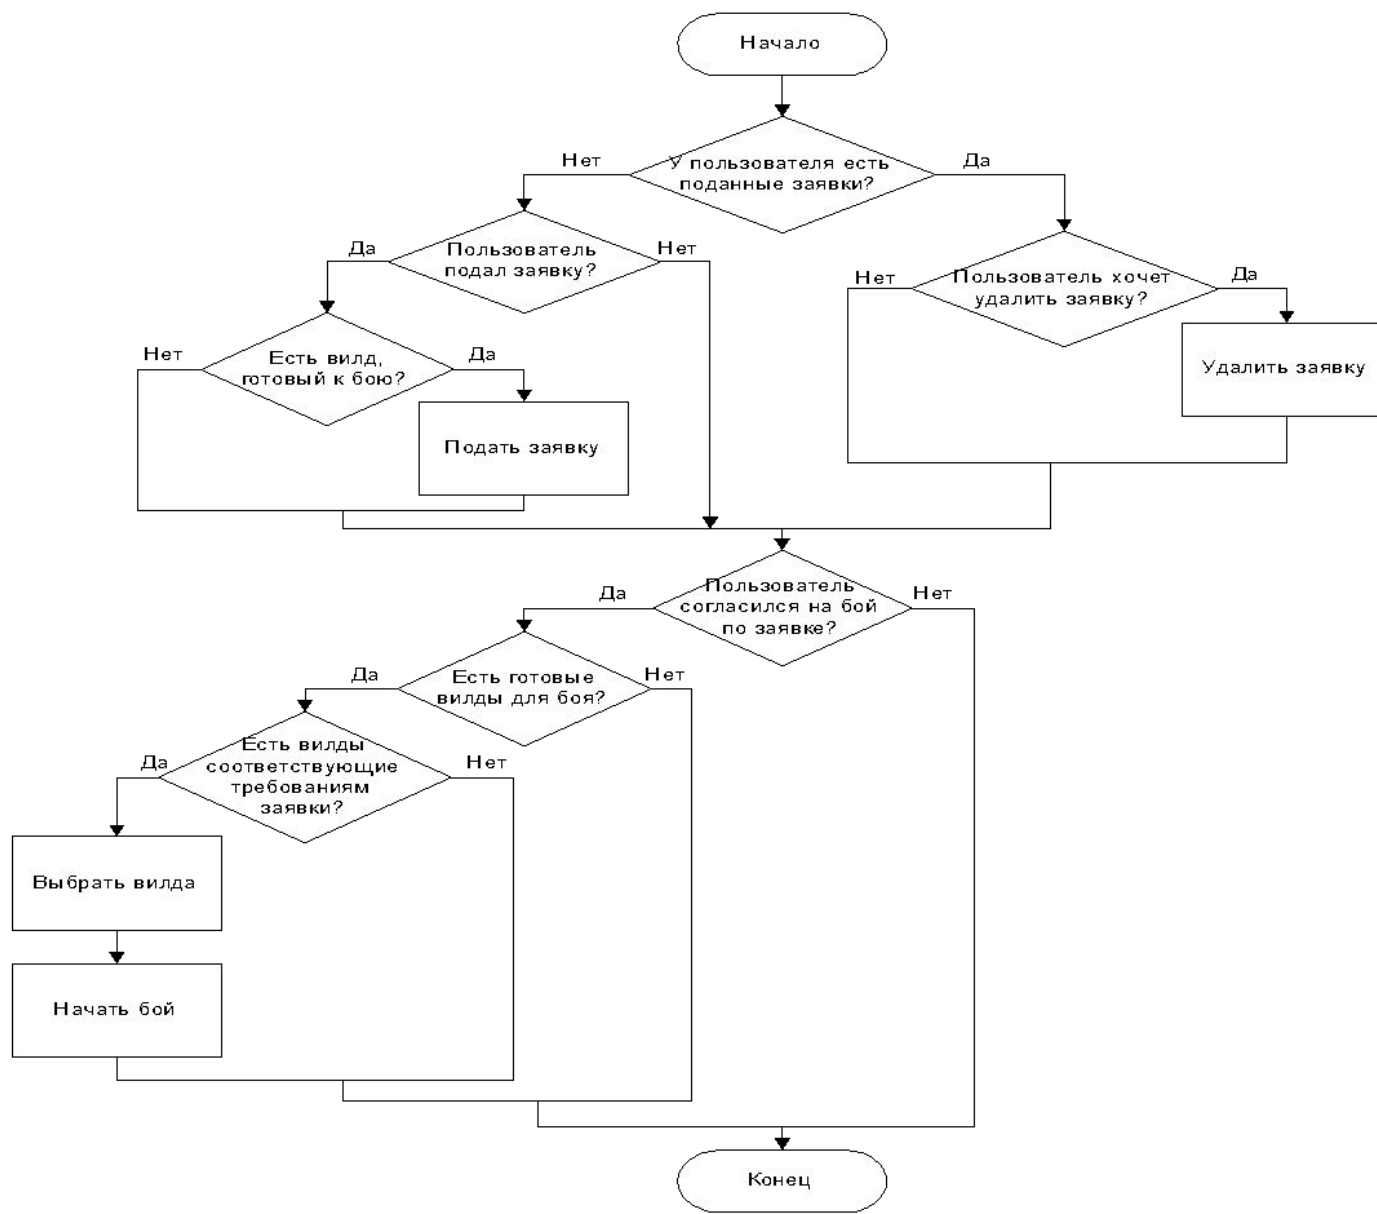 Начало
Нет
У пользователя есть
поданные заявки?
Да
Да
Пользователь
подал заявку?
Нет
Нет
Пользователь хочет
удалить заявку?
Да
Нет
Есть вилд,
готовый к бою?
Да
Удалить заявку
Подать заявку
Да
Пользователь
согласился на бой
по заявке?
Нет
Да
Есть готовые
вилды для боя?
Нет
Да
Есть вилды
соответствующие
требованиям
заявки?
Нет
Выбрать вилда
Начать бой
Конец